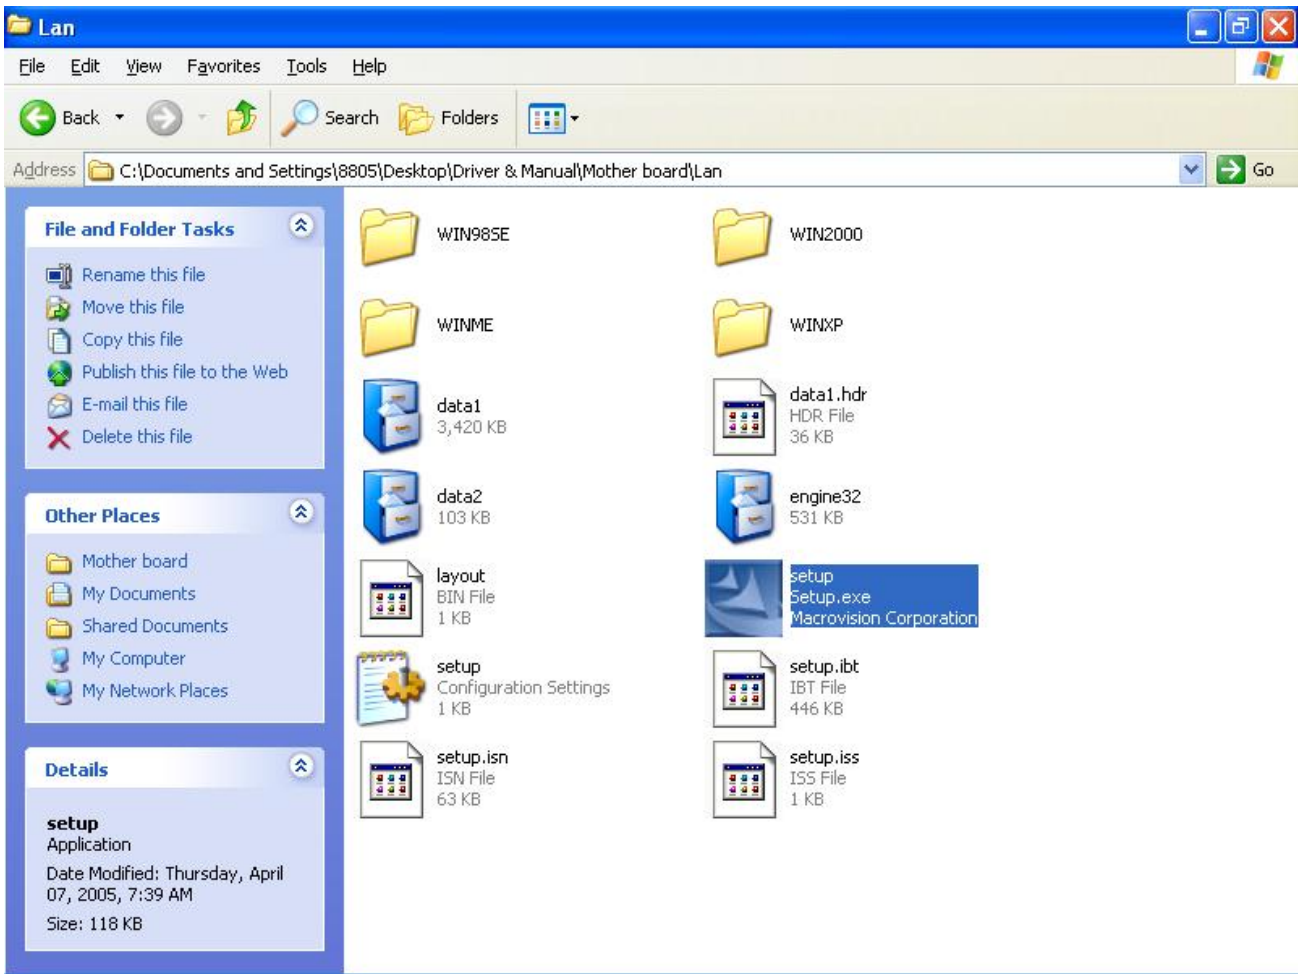 Lan
File Edit View Favorites Tools Help
Back Search Folders
Address C:\Documents and Settings\8805\Desktop\Driver & Manual\Mother board\Lan Go
File and Folder Tasks
Rename this file
Move this file
Copy this file
Publish this file to the Web
E-mail this file
Delete this file
Other Places
Mother board
My Documents
Shared Documents
My Computer
My Network Places
Details
setup
Application
Date Modified: Thursday, April
07, 2005, 7:39 AM
Size: 118 KB
WIN98SE
WIN2000
WINME
WINXP
data1
3,420 KB
data1.hdr
HDR File
36 KB
data2
103 KB
engine32
531 KB
layout
BIN File
1 KB
setup
Setup.exe
Macrovision Corporation
setup
Configuration Settings
1 KB
setup.ibt
IBT File
446 KB
setup.isn
ISN File
63 KB
setup.iss
ISS File
1 KB